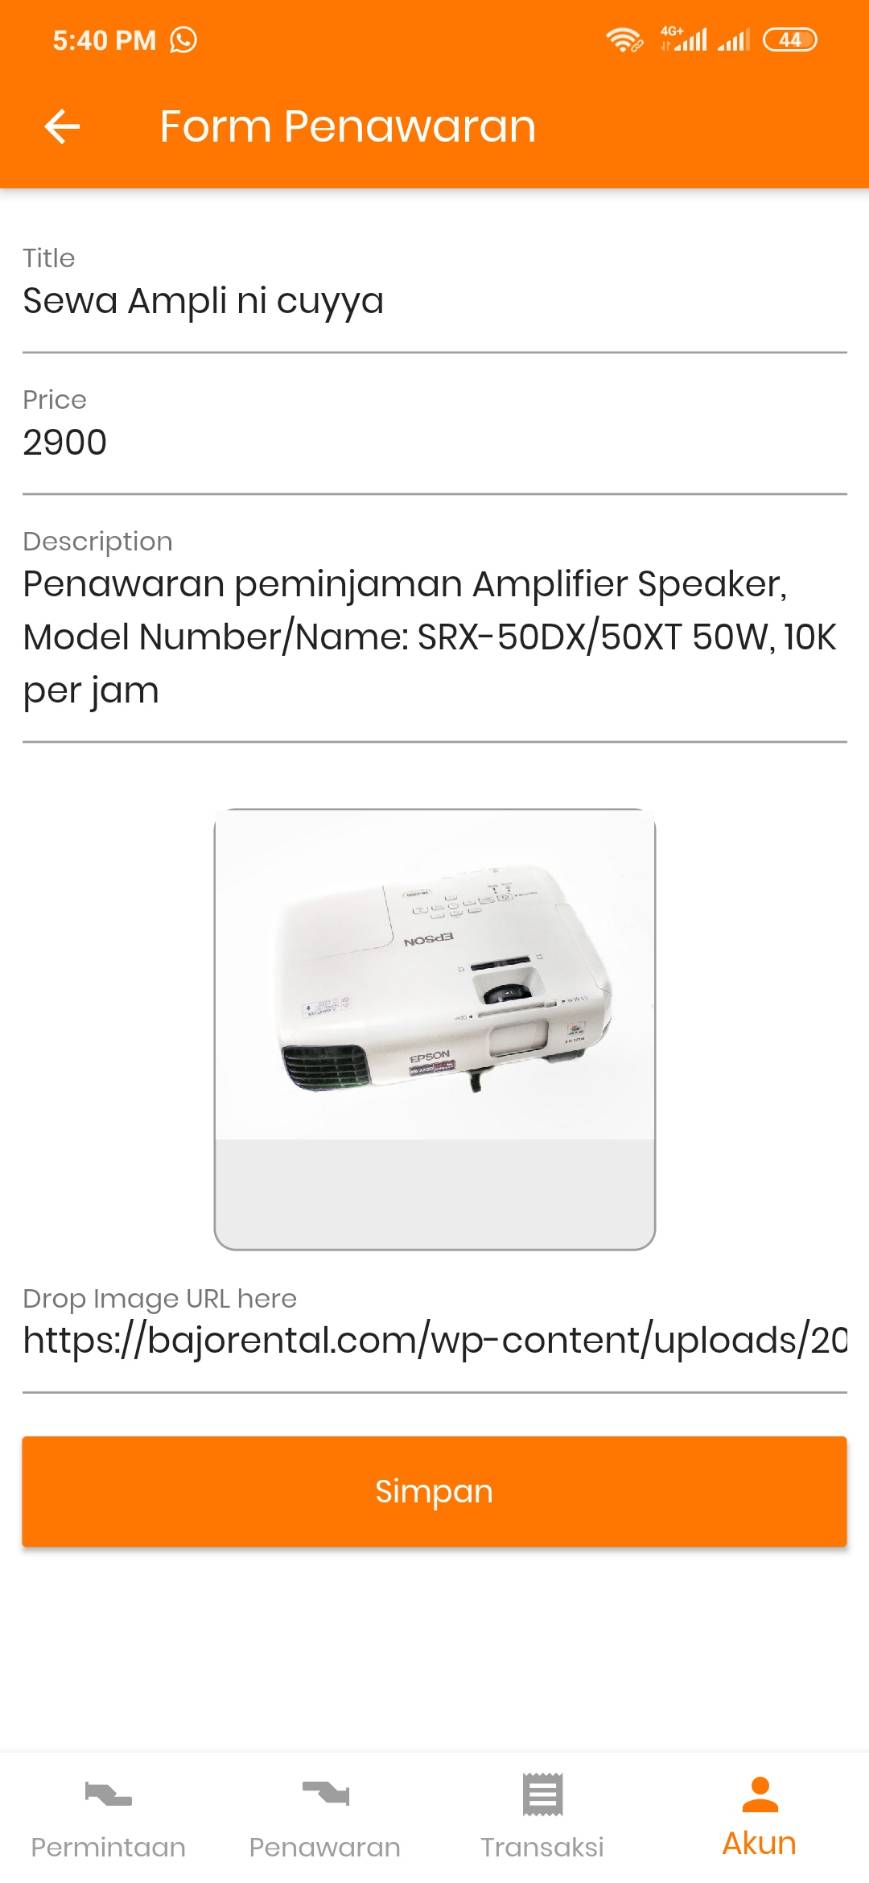 5:40 PM
4G+
44
Form Penawaran
Title
Sewa Ampli ni cuyya
Price
2900
Description
Penawaran peminjaman Amplifier Speaker,
Model Number/Name: SRX-50DX/50XT 50W, 10K
per jam
EPSON
EPSON
Drop Image URL here
https://bajorental.com/wp-content/uploads/20
Simpan
Permintaan
Penawaran
Transaksi
Akun